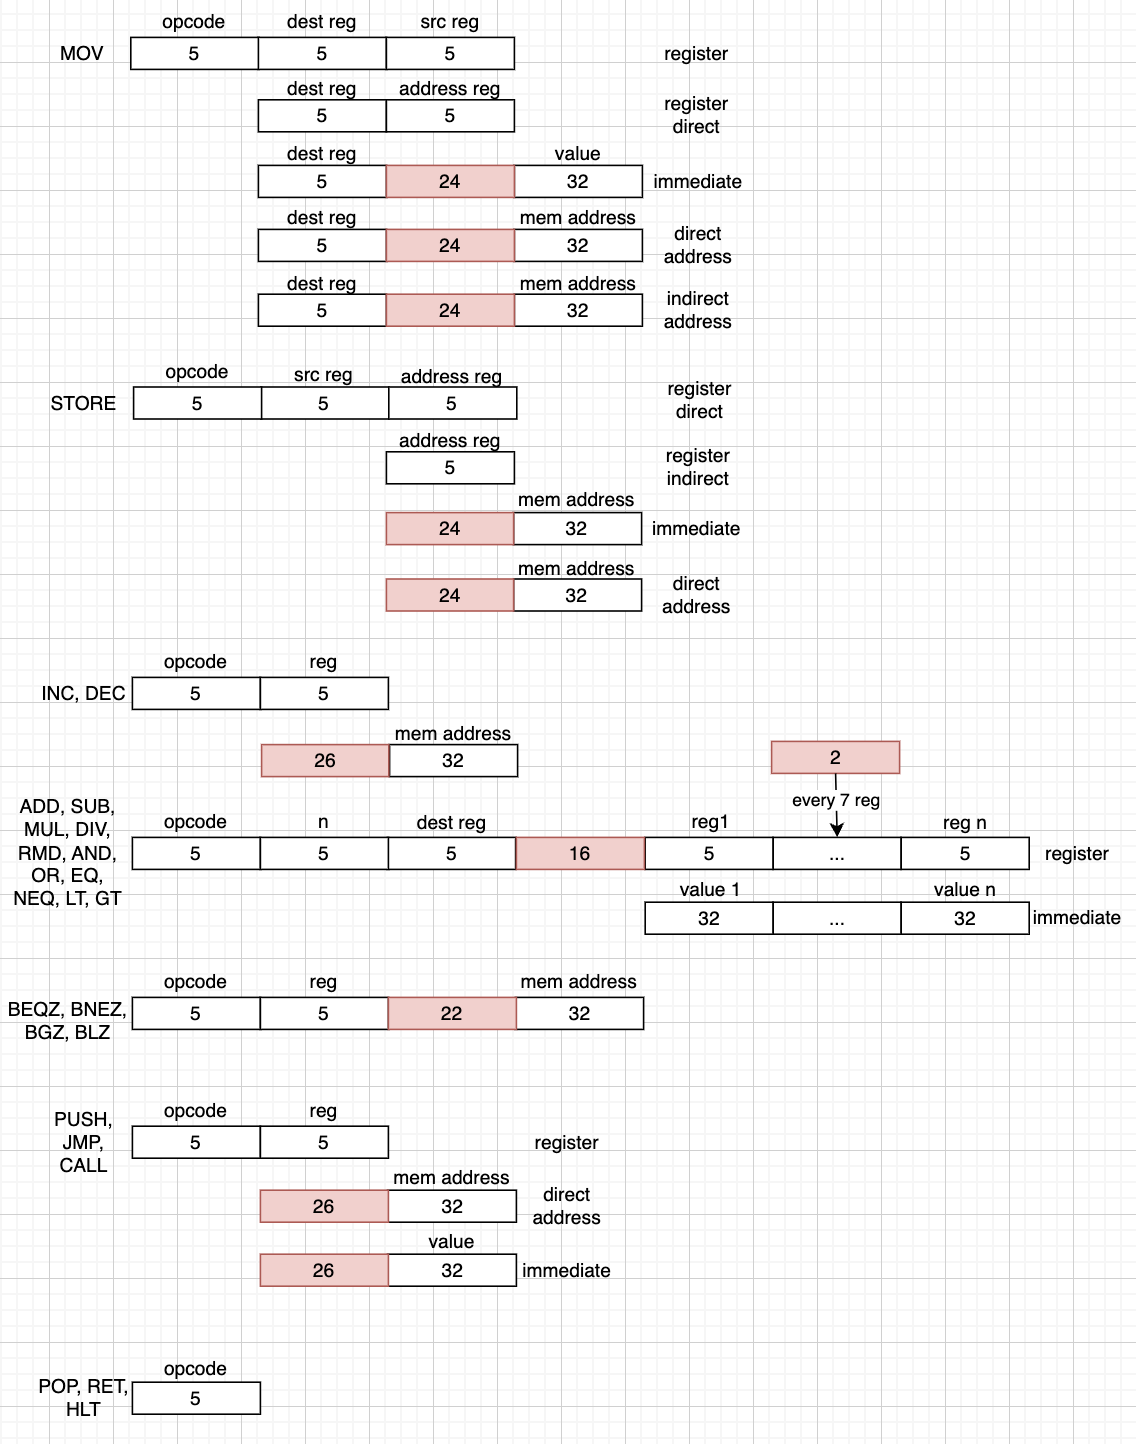 opcode dest reg src reg
MOV 5 5 5 register
dest reg address reg
5 5 register
direct
dest reg value
5 24 32 immediate
dest reg mem address
5 24 32 direct
address
dest reg mem address
5 24 32 indirect
address
opcode src reg address reg
STORE 5 5 5 register
direct
address reg
5 register
indirect
mem address
24 32 immediate
mem address
24 32 direct
address
opcode reg
INC, DEC 5 5
mem address
26 32
2
every 7 reg
ADD, SUB,
MUL, DIV,
RMD, AND,
OR, EQ,
NEQ, LT, GT
opcode n dest reg reg1 reg n
5 5 5 16 5 ... 5 register
value 1 value n
32 ... 32 immediate
opcode reg mem address
BEQZ, BNEZ,
BGZ, BLZ
5 5 22 32
opcode reg
PUSH,
JMP,
CALL
5 5 register
mem address
26 32 direct
address
value
26 32 immediate
opcode
POP, RET,
HLT
5